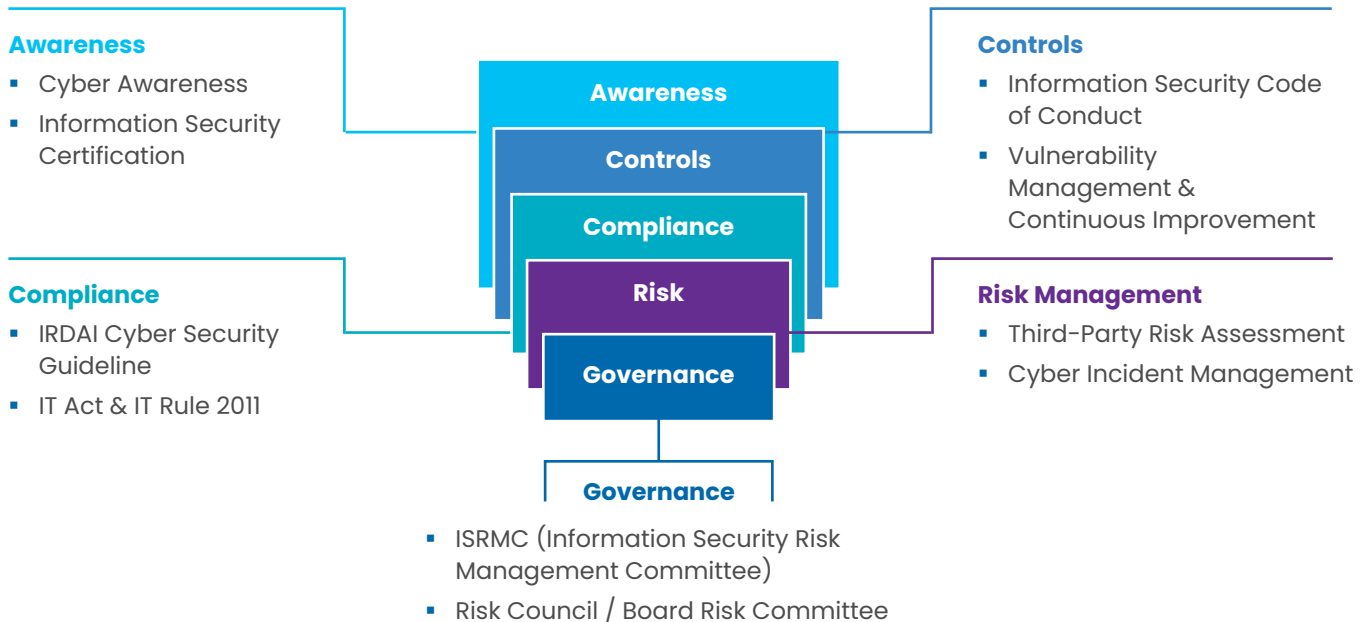 Awareness
▪ Cyber Awareness
▪ Information Security
Certification
Compliance
▪ IRDAI Cyber Security
Guideline
▪ IT Act & IT Rule 2011
Awareness
Controls
Compliance
Risk
Governance
Controls
▪ Information Security Code
of Conduct
▪ Vulnerability
Management &
Continuous Improvement
Risk Management
▪ Third-Party Risk Assessment
▪ Cyber Incident Management
Governance
▪ ISRMC (Information Security Risk
Management Committee)
▪ Risk Council / Board Risk Committee